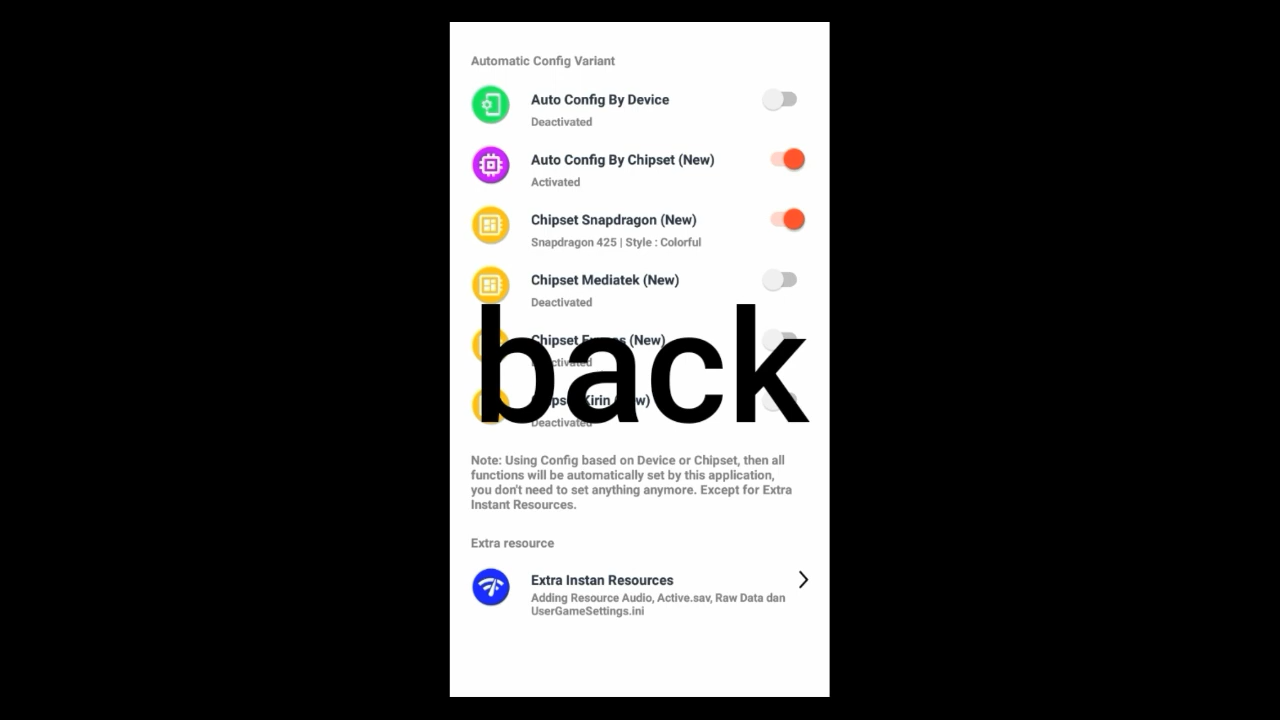 Automatic Config Variant
Auto Config By Device
Deactivated
Auto Config By Chipset (New)
Activated
Chipset Snapdragon (New)
Snapdragon 425 | Style : Colorful
Chipset Mediatek (New)
Deactivated
Chipset (New)
back
Kirin
Deactivated
Note: Using Config based on Device or Chipset, then all
functions will be automatically set by this application,
you don't need to set anything anymore. Except for Extra
Instant Resources.
Extra resource
Extra Instan Resources
Adding Resource Audio, Active.sav, Raw Data dan
UserGameSettings.ini